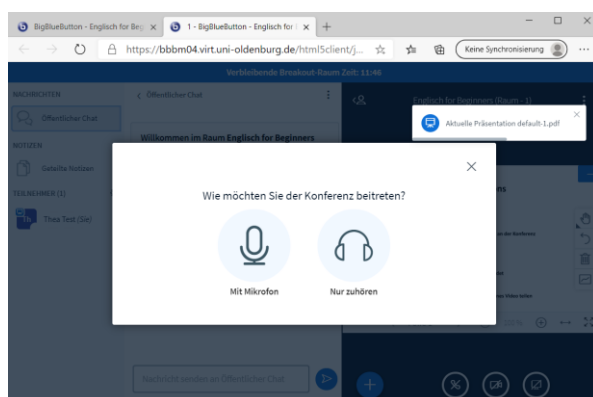 BigBlueButton - Englisch for Beg
1 - BigBlueButton - Englisch for
https://bbbm04.virt.uni-oldenburg.de/html5client/j...
Keine Synchronisierung
Verbleibende Breakout-Raum Zeit: 11:46
NACHRICHTEN
Öffentlicher Chat
NOTIZEN
Geteilte Notizen
TEILNEHMER (1)
Th
Thea Test (Sie)
Öffentlicher Chat
Willkommen im Raum Englisch for Beginners
Englisch for Beginners (Raum - 1)
Aktuelle Präsentation default-1.pdf
Wie möchten Sie der Konferenz beitreten?
Mit Mikrofon
Nur zuhören
Nachricht senden an Öffentlicher Chat